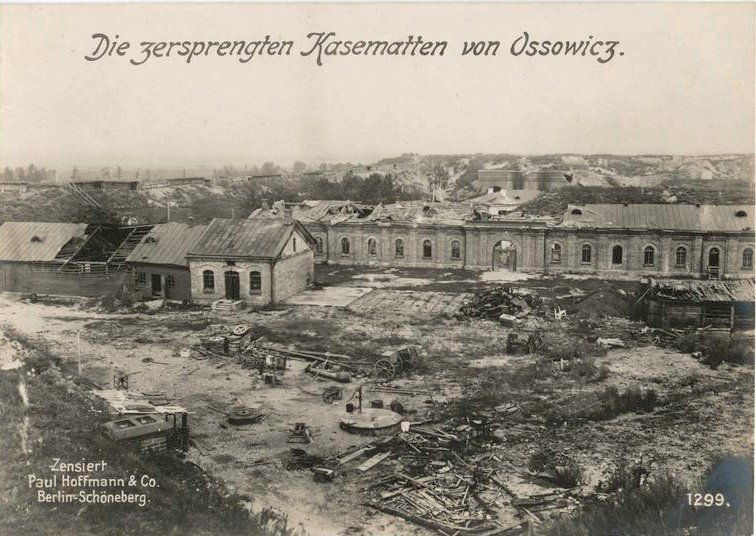 Die zersprengten Kasematten von Ossowicz.
Zensiert
Paul Hoffmann & Co.
Berlin-Schöneberg.
1299.